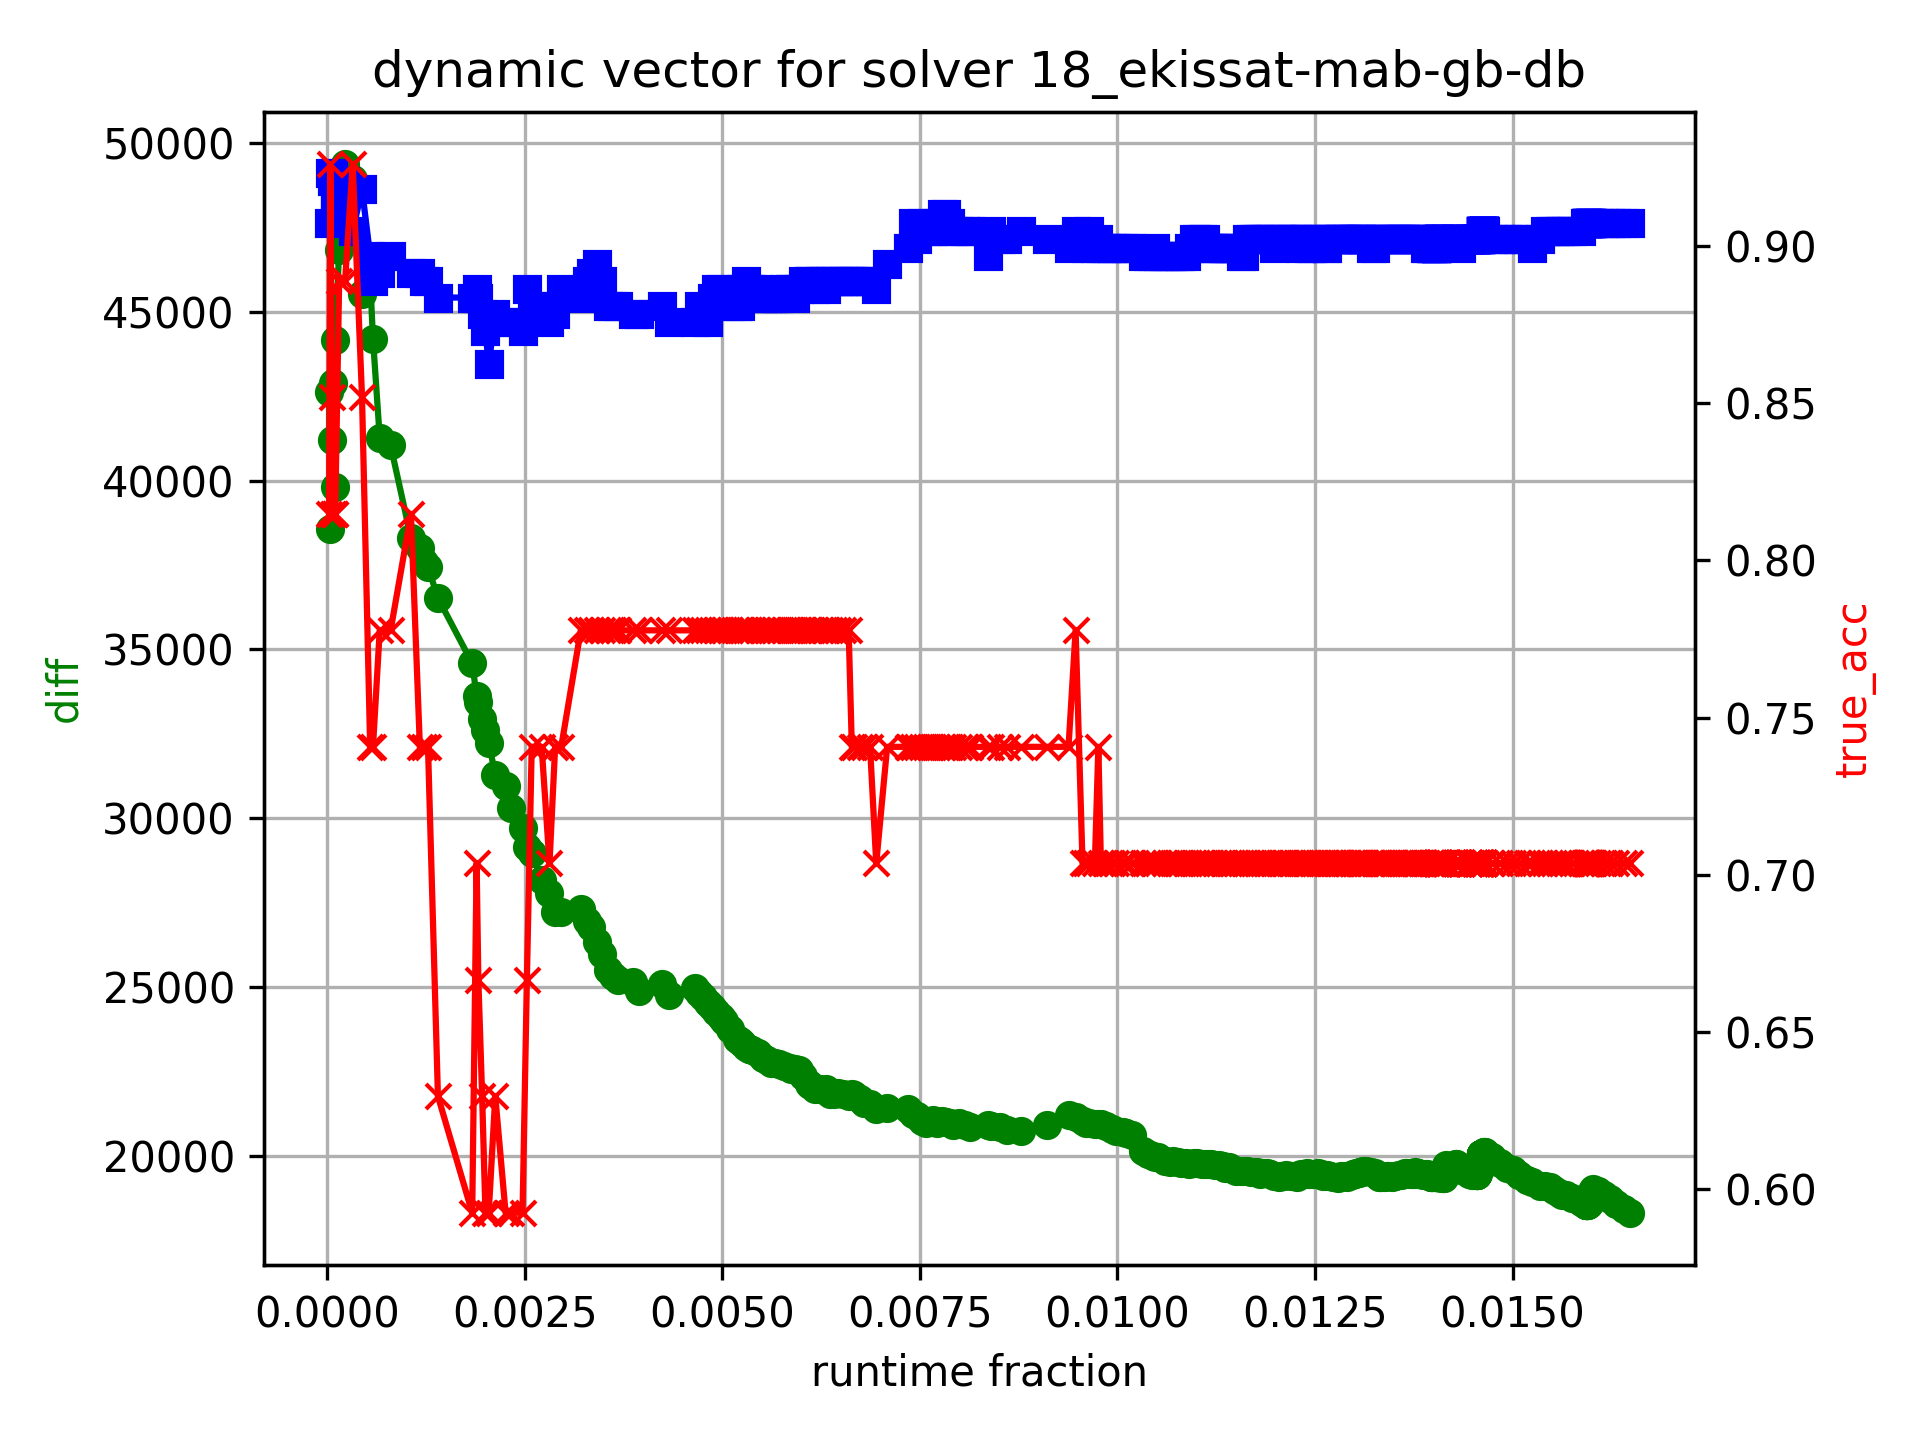 dynamic vector for solver 18_ekissat-mab-gb-db
50000
45000
40000
35000
30000
25000
20000
diff
0.90
0.85
0.80
0.75
0.70
0.65
0.60
true_acc
0.0000 0.0025 0.0050 0.0075 0.0100 0.0125 0.0150
runtime fraction